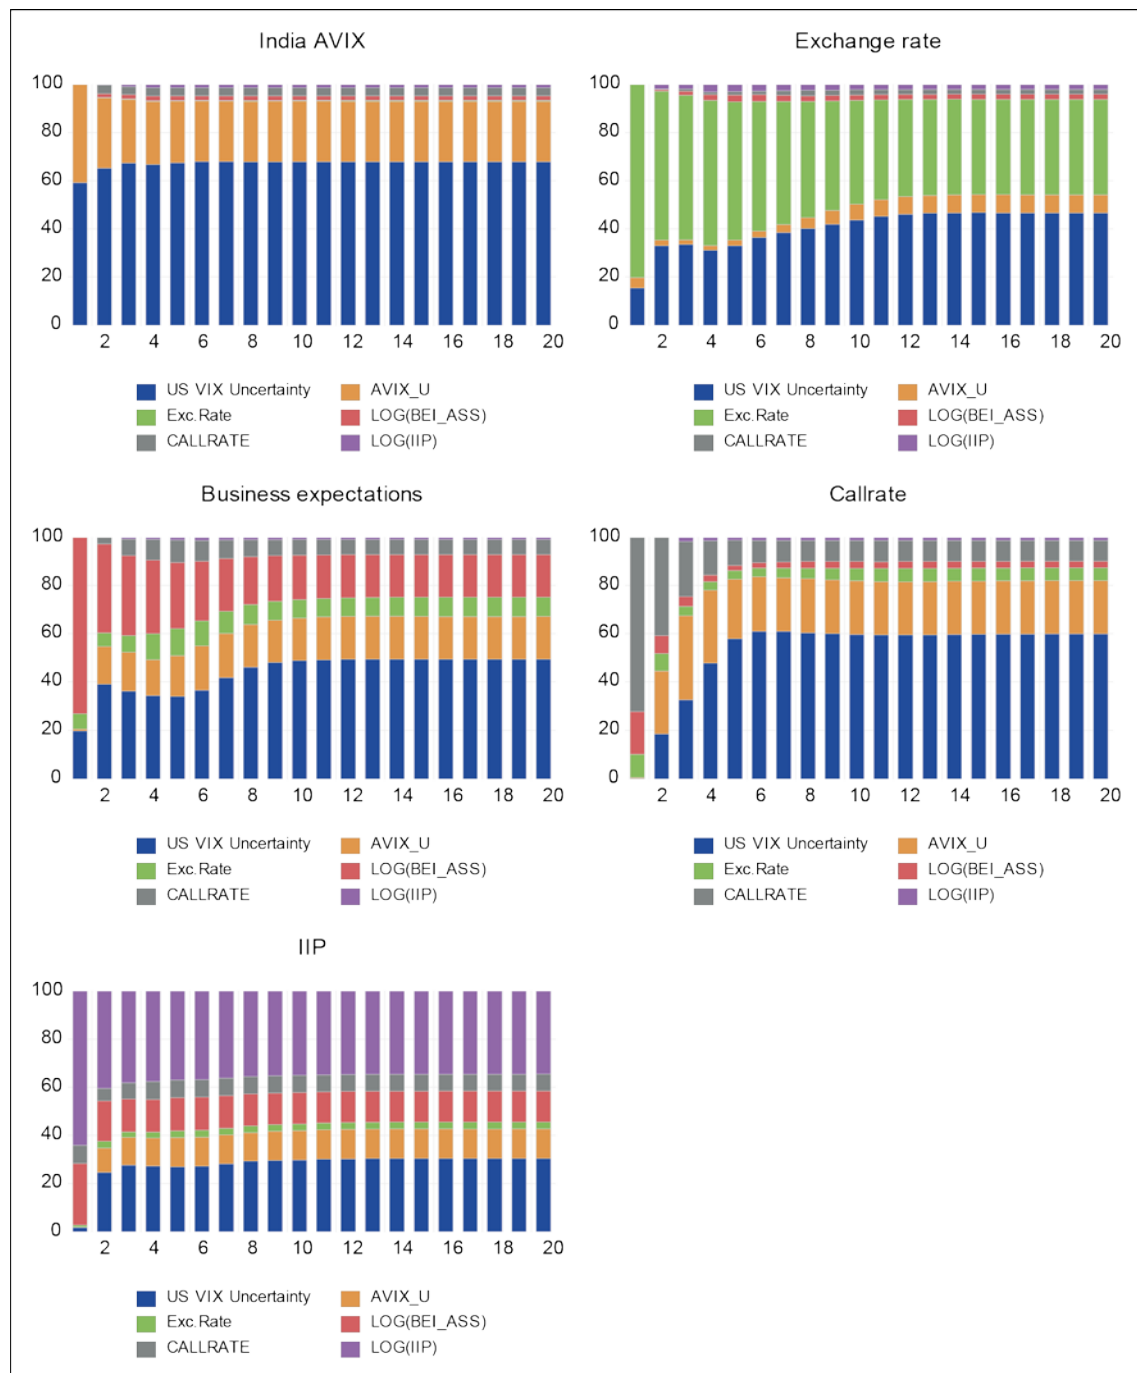 India AVIX
100
80
60
40
20
0
2 4 6 8 10 12 14 16 18 20
US VIX Uncertainty AVIX_U
Exc.Rate LOG(BEI_ASS)
CALLRATE LOG(IIP)
Exchange rate
100
80
60
40
20
0
2 4 6 8 10 12 14 16 18 20
US VIX Uncertainty AVIX_U
Exc.Rate LOG(BEI_ASS)
CALLRATE LOG(IIP)
Business expectations
100
80
60
40
20
0
2 4 6 8 10 12 14 16 18 20
US VIX Uncertainty AVIX_U
Exc.Rate LOG(BEI_ASS)
CALLRATE LOG(IIP)
Callrate
100
80
60
40
20
0
2 4 6 8 10 12 14 16 18 20
US VIX Uncertainty AVIX_U
Exc.Rate LOG(BEI_ASS)
CALLRATE LOG(IIP)
IIP
100
80
60
40
20
0
2 4 6 8 10 12 14 16 18 20
US VIX Uncertainty AVIX_U
Exc.Rate LOG(BEI_ASS)
CALLRATE LOG(IIP)